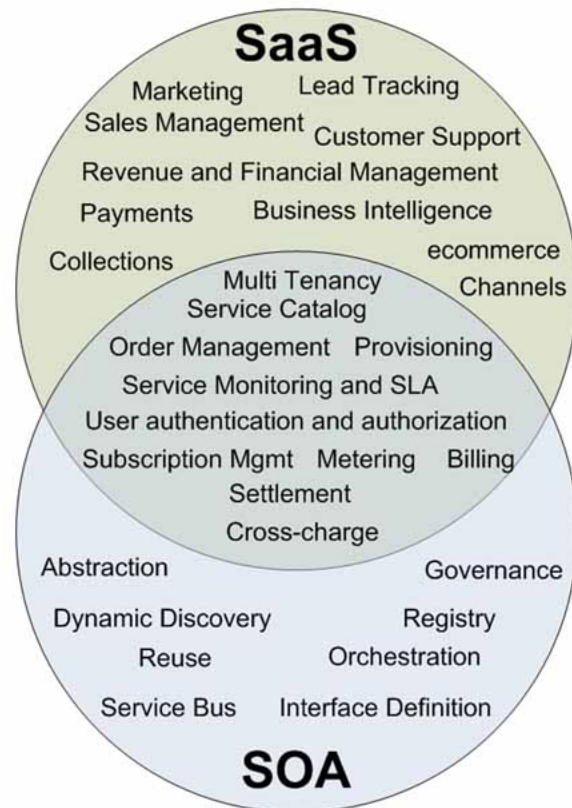 SaaS
Marketing Lead Tracking
Sales Management Customer Support
Revenue and Financial Management
Payments Business Intelligence
Collections ecommerce
Multi Tenancy Channels
Service Catalog
Order Management Provisioning
Service Monitoring and SLA
User authentication and authorization
Subscription Mgmt Metering Billing
Settlement
Cross-charge
Abstraction Governance
Dynamic Discovery Registry
Reuse Orchestration
Service Bus Interface Definition
SOA